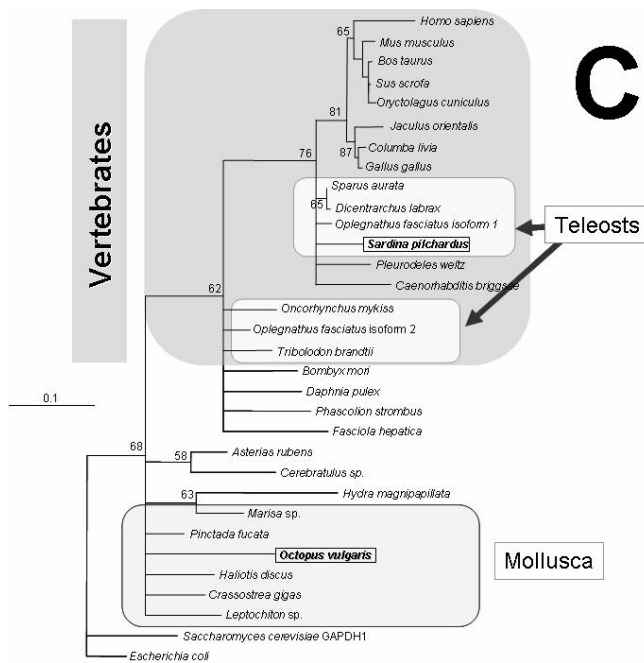 C
Vertebrates
Homo sapiens
65
Mus musculus
Bos taurus
Sus scrofa
Oryctolagus cuniculus
81
Jaculus orientalis
Columba livia
87
Gallus gallus
76
Sparus aurata
65
Dicentrarchus labrax
Oplegnathus fasciatus isoform 1
Sardina pilchardus
Teleosts
Pleurodeles weltz
Caenorhabditis briggsae
62
Oncorhynchus mykiss
Oplegnathus fasciatus isoform 2
Tribolodon brandtii
Bombyx mori
Daphnia pulex
0.1
Phascolion strombus
Fasciola hepatica
68
Asterias rubens
58
Cerebratulus sp.
63
Hydra magnipapillata
Marisa sp.
Pinctada fucata
Octopus vulgaris
Mollusca
Haliotis discus
Crassostrea gigas
Leptochiton sp.
Saccharomyces cerevisiae GAPDH1
Escherichia coli